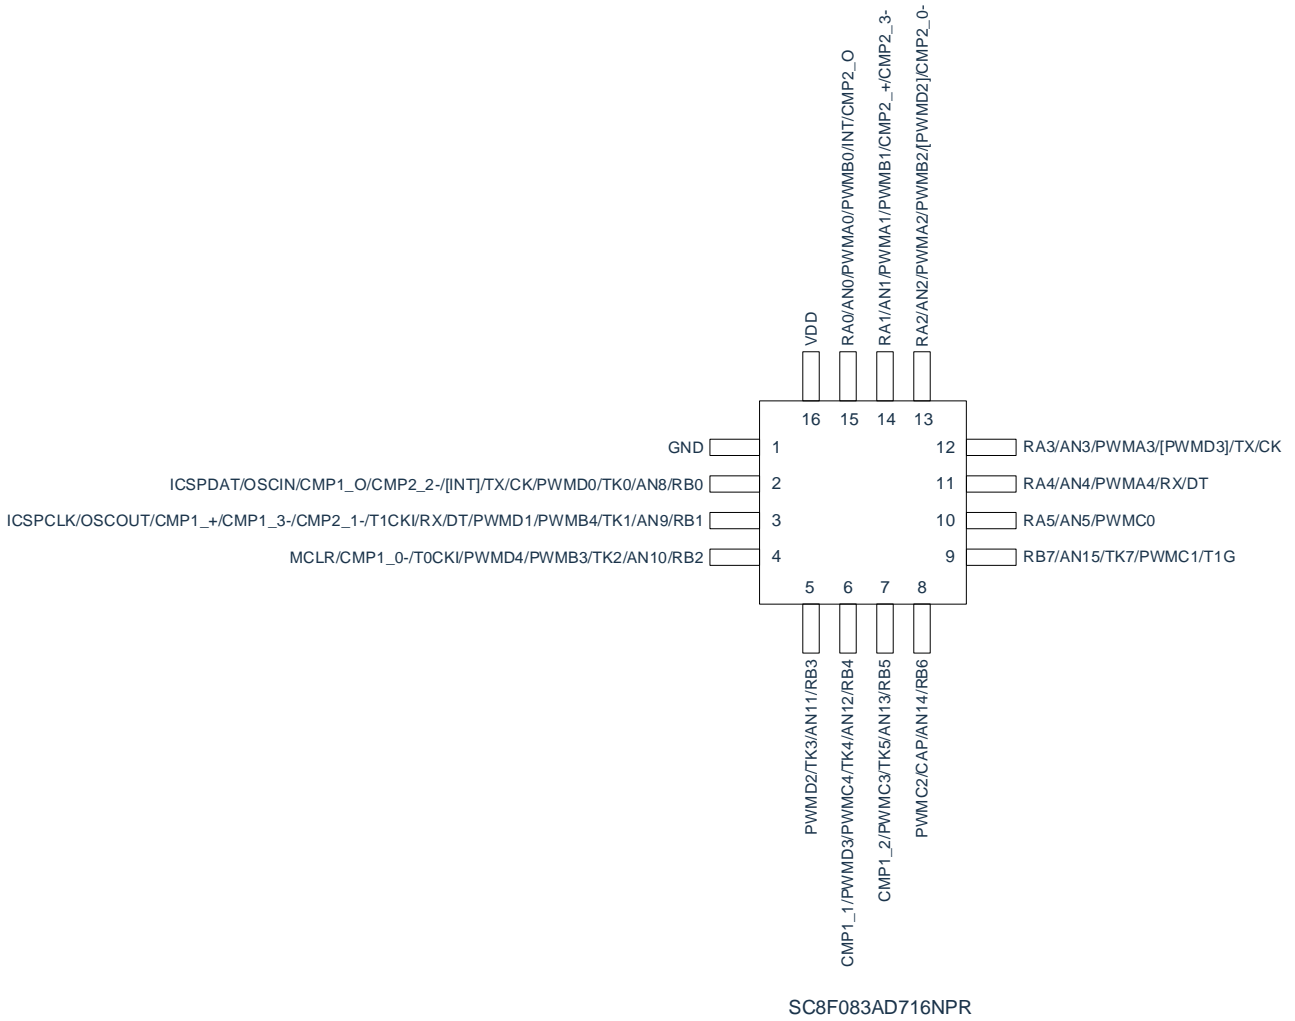 RA2/AN2/PWMA2/PWMB2/[PWMD2]/CMP2_0-
RA1/AN1/PWMA1/PWMB1/CMP2_+/CMP2_3-
RA0/AN0/PWMA0/PWMB0/INT/CMP2_O
VDD
16 15 14 13
GND 1
12 RA3/AN3/PWMA3/[PWMD3]/TX/CK
ICSPDAT/OSCIN/CMP1_O/CMP2_2-/[INT]/TX/CK/PWMD0/TK0/AN8/RB0 2
11 RA4/AN4/PWMA4/RX/DT
ICSPCLK/OSCOUT/CMP1_+/CMP1_3-/CMP2_1-/T1CKI/RX/DT/PWMD1/PWMB4/TK1/AN9/RB1 3
10 RA5/AN5/PWMC0
MCLR/CMP1_0-/T0CKI/PWMD4/PWMB3/TK2/AN10/RB2 4
9 RB7/AN15/TK7/PWMC1/T1G
5 6 7 8
PWMD2/TK3/AN11/RB3
CMP1_1/PWMD3/PWMC4/TK4/AN12/RB4
CMP1_2/PWMC3/TK5/AN13/RB5
PWMC2/CAP/AN14/RB6
SC8F083AD716NPR